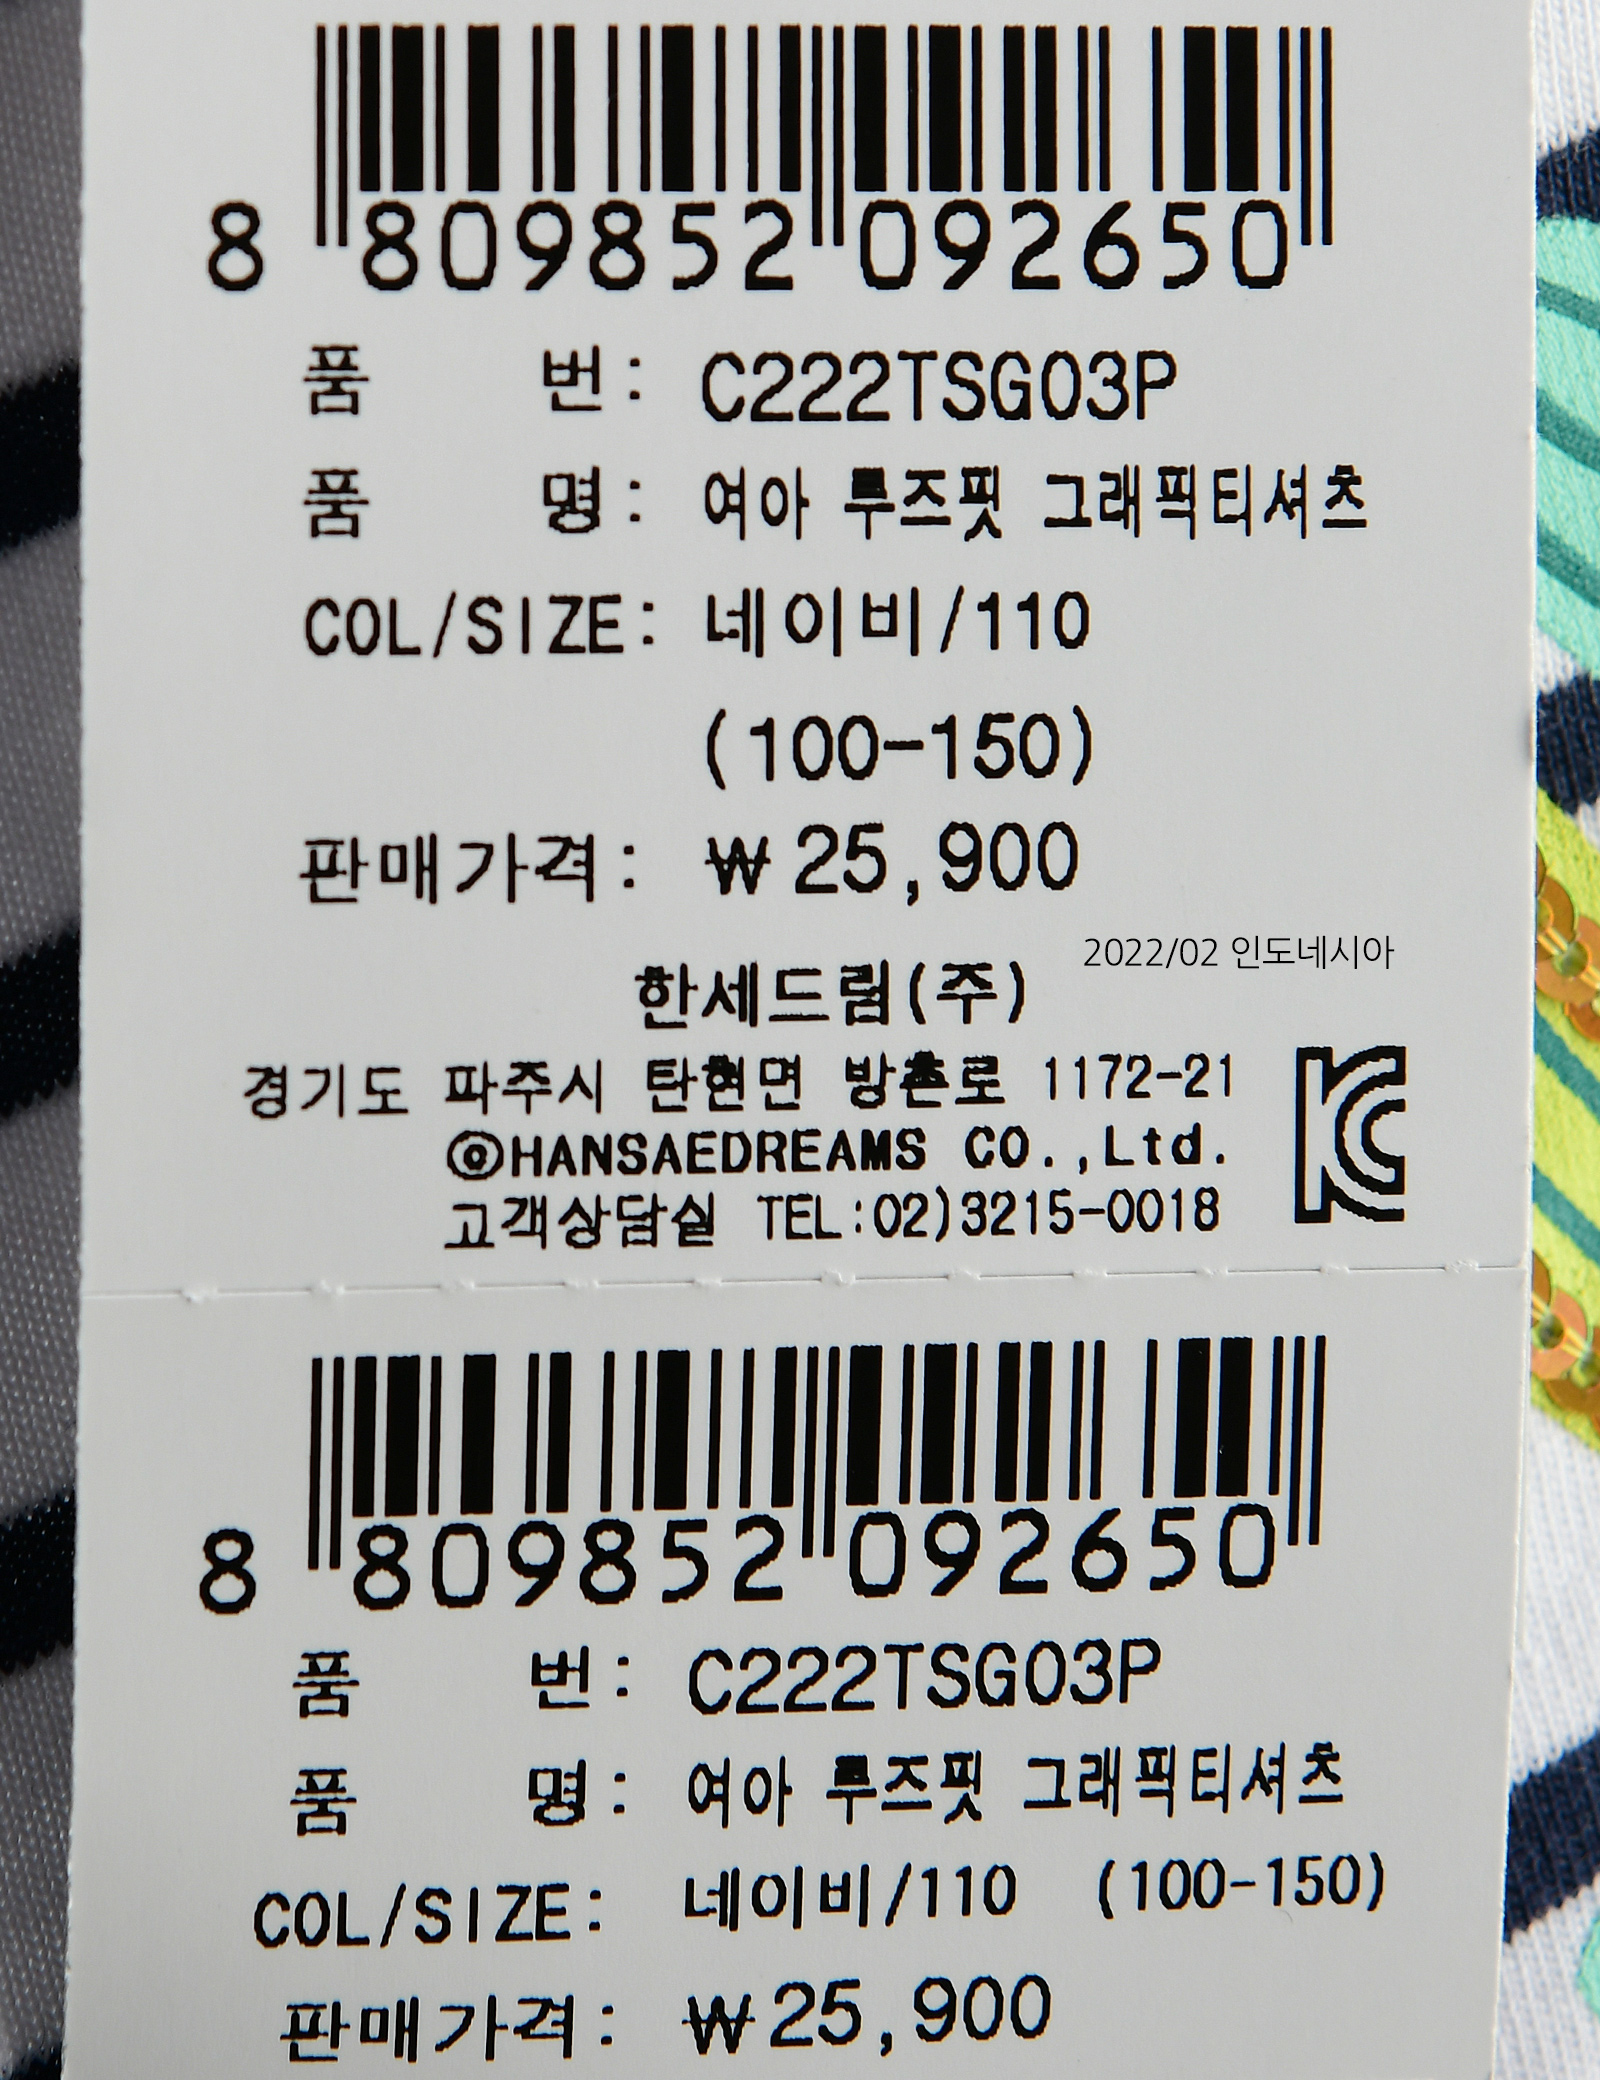 8 809852 092650
품 번: C222TSG03P
품 명: 여아 루즈핏 그래픽티셔츠
COL/SIZE: 네이비/110
(100-150)
판매가격: ₩25,900
2022/02 인도네시아
한세드림(주)
경기도 파주시 탄현면 방촌로 1172-21
ⓒHANSAEDREAMS CO.,Ltd.
고객상담실 TEL:02)3215-0018
KC
8 809852 092650
품 번: C222TSG03P
품 명: 여아 루즈핏 그래픽티셔츠
COL/SIZE: 네이비/110 (100-150)
판매가격: ₩25,900